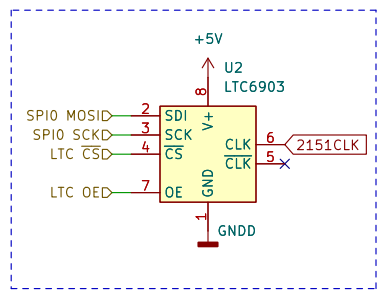 +5V
U2
LTC6903
8
V+
SPI0 MOSI 2 SDI
SPI0 SCK 3 SCK
LTC CS 4 CS
CLK 6 2151CLK
CLK 5
LTC OE 7 OE
GND
1
GNDD